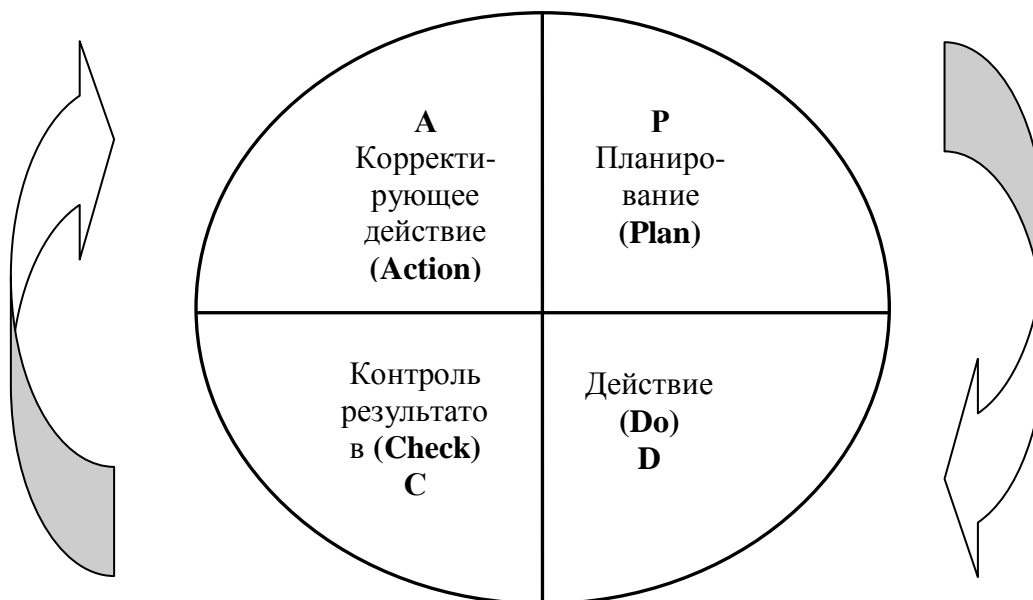 A
Корректи-
рующее
действие
(Action)
P
Планиро-
вание
(Plan)
Контроль
результато
в (Check)
C
Действие
(Do)
D